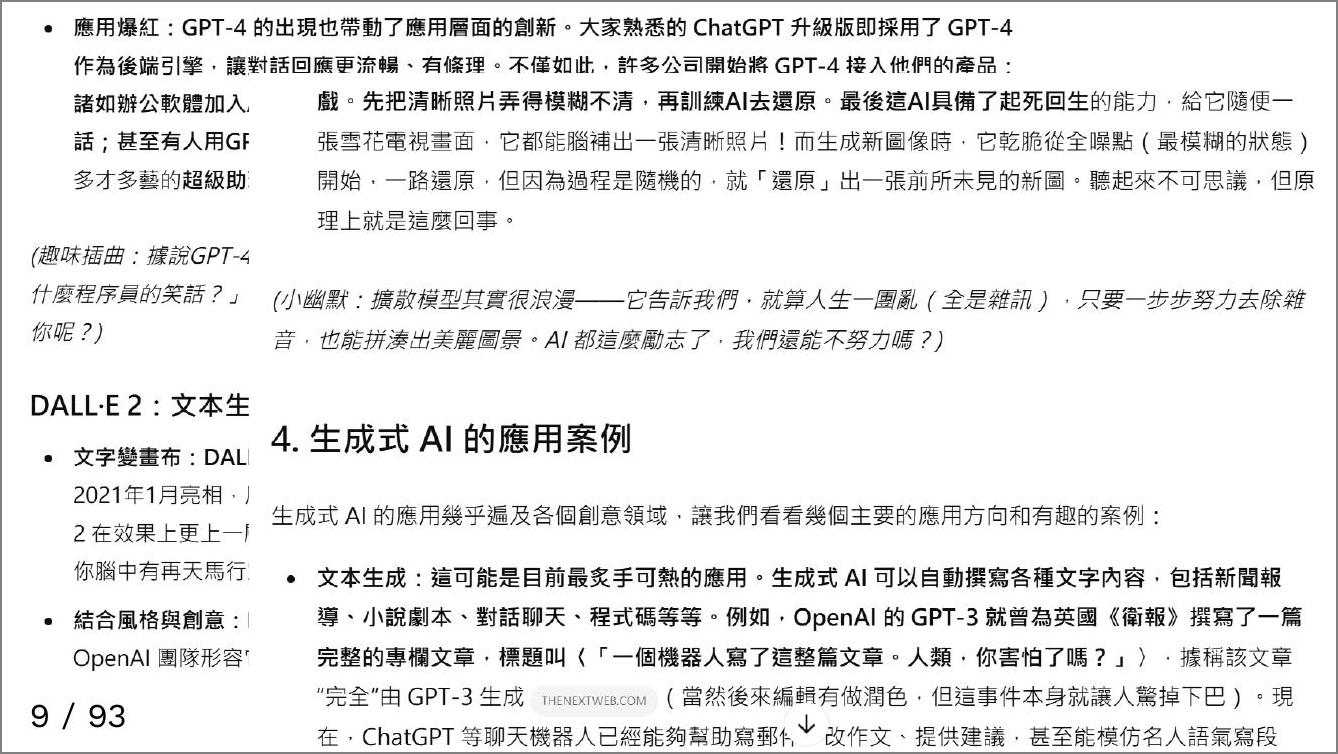 • 應用爆紅：GPT-4 的出現也帶動了應用層面的創新。大家熟悉的 ChatGPT 升級版即採用了 GPT-4
作為後端引擎，讓對話回應更流暢、有條理。不僅如此，許多公司開始將 GPT-4 接入他們的產品：
諸如辦公軟體加入
話；甚至有人用GP
多才多藝的超級助
(趣味插曲：據說GPT-4
什麼程序員的笑話？」
你呢？)
DALL·E 2：文本生
• 文字變畫布：DAL
2021年1月亮相，
2 在效果上更上一
你腦中有再天馬行
• 結合風格與創意：
OpenAI 團隊形容
9 / 93
戲。先把清晰照片弄得模糊不清，再訓練AI去還原。最後這AI具備了起死回生的能力，給它隨便一
張雪花電視畫面，它都能腦補出一張清晰照片！而生成新圖像時，它乾脆從全噪點（最模糊的狀態）
開始，一路還原，但因為過程是隨機的，就「還原」出一張前所未見的新圖。聽起來不可思議，但原
理上就是這麼回事。
(小幽默：擴散模型其實很浪漫——它告訴我們，就算人生一團亂（全是雜訊），只要一步步努力去除雜
音，也能拼湊出美麗圖景。AI 都這麼勵志了，我們還能不努力嗎？)
4. 生成式 AI 的應用案例
生成式 AI 的應用幾乎遍及各個創意領域，讓我們看看幾個主要的應用方向和有趣的案例：
• 文本生成：這可能是目前最炙手可熱的應用。生成式 AI 可以自動撰寫各種文字內容，包括新聞報
導、小說劇本、對話聊天、程式碼等等。例如，OpenAI 的 GPT-3 就曾為英國《衛報》撰寫了一篇
完整的專欄文章，標題叫〈「一個機器人寫了這整篇文章。人類，你害怕了嗎？」〉，據稱該文章
“完全”由 GPT-3 生成 THENEXTWEB.COM （當然後來編輯有做潤色，但這事件本身就讓人驚掉下巴）。現
在，ChatGPT 等聊天機器人已經能夠幫助寫郵件 改作文、提供建議，甚至能模仿名人語氣寫段